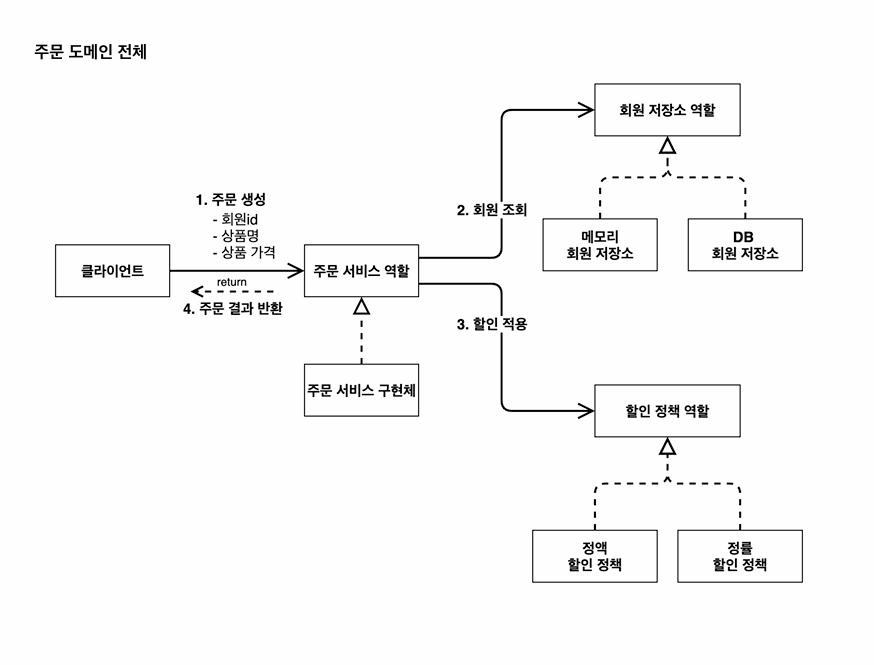 주문 도메인 전체
회원 저장소 역할
1. 주문 생성
- 회원id
- 상품명
- 상품 가격
2. 회원 조회
메모리
회원 저장소
DB
회원 저장소
클라이언트
주문 서비스 역할
return
4. 주문 결과 반환
3. 할인 적용
주문 서비스 구현체
할인 정책 역할
정액
할인 정책
정률
할인 정책